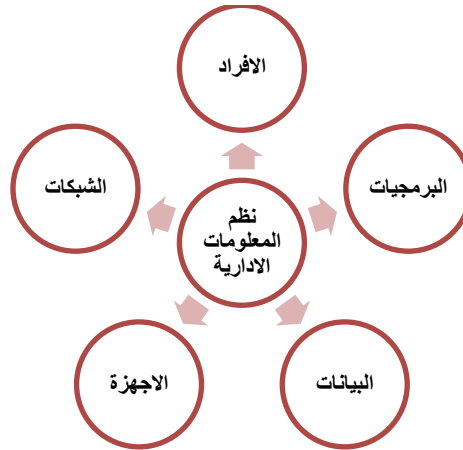 الافراد
البرمجيات
الشبكات
نظم
المعلومات
الادارية
البيانات
الاجهزة